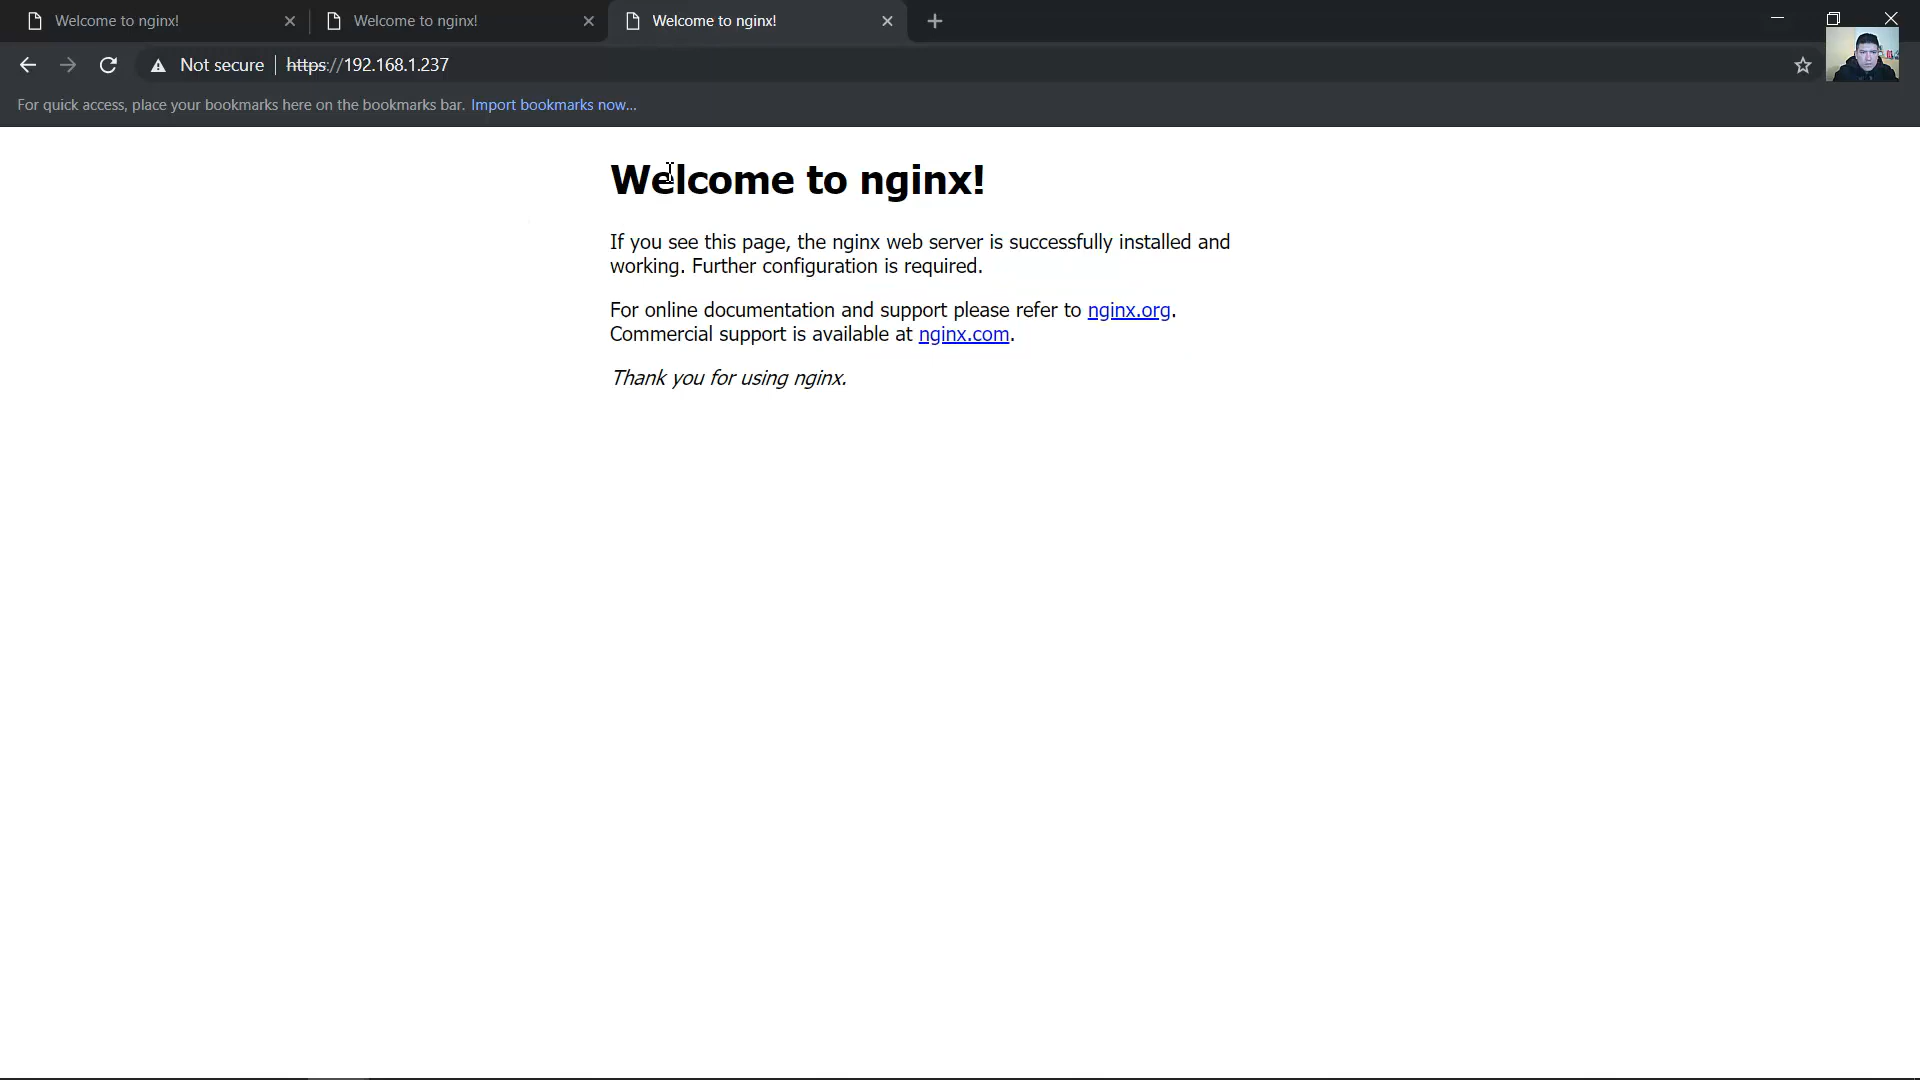 Welcome to nginx!
Welcome to nginx!
Welcome to nginx!
Not secure
https://192.168.1.237
For quick access, place your bookmarks here on the bookmarks bar. Import bookmarks now...
Welcome to nginx!
If you see this page, the nginx web server is successfully installed and
working. Further configuration is required.
For online documentation and support please refer to nginx.org.
Commercial support is available at nginx.com.
Thank you for using nginx.